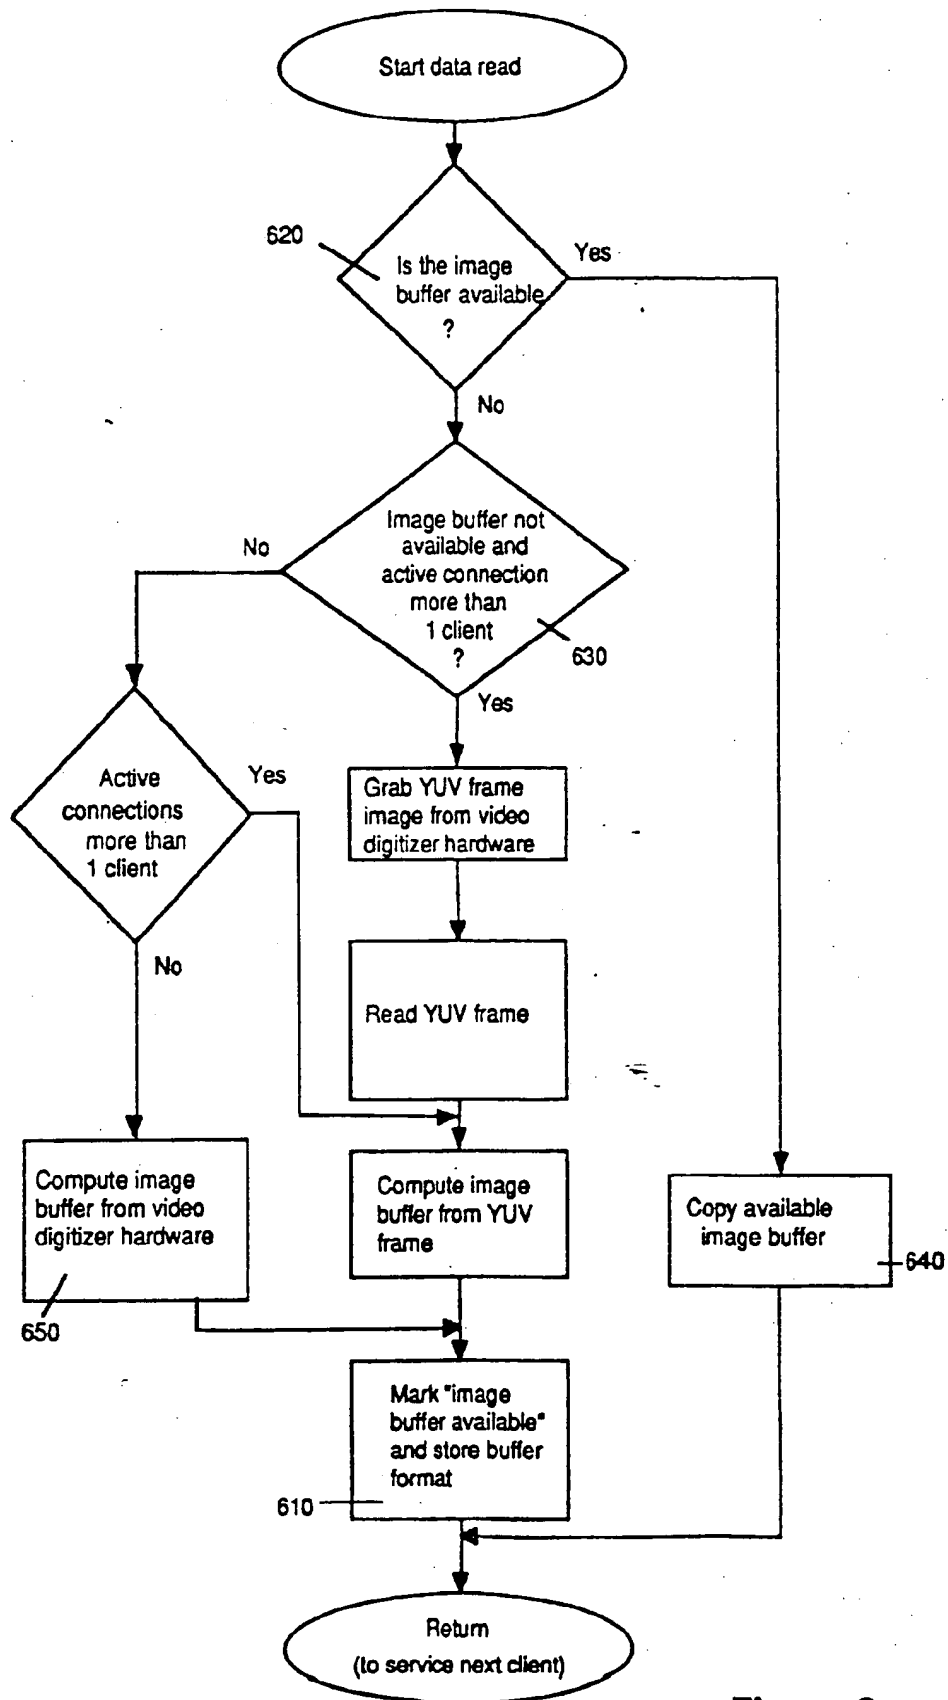 Start data read
620
Yes
Is the image
buffer available
?
No
Image buffer not
available and
active connection
more than
1 client
?
No
630
Yes
Active
connections
more than
1 client
Yes
No
Grab YUV frame
image from video
digitizer hardware
Read YUV frame
Compute image
buffer from video
digitizer hardware
650
Compute image
buffer from YUV
frame
Copy available
image buffer
640
Mark "image
buffer available"
and store buffer
format
610
Return
(to service next client)